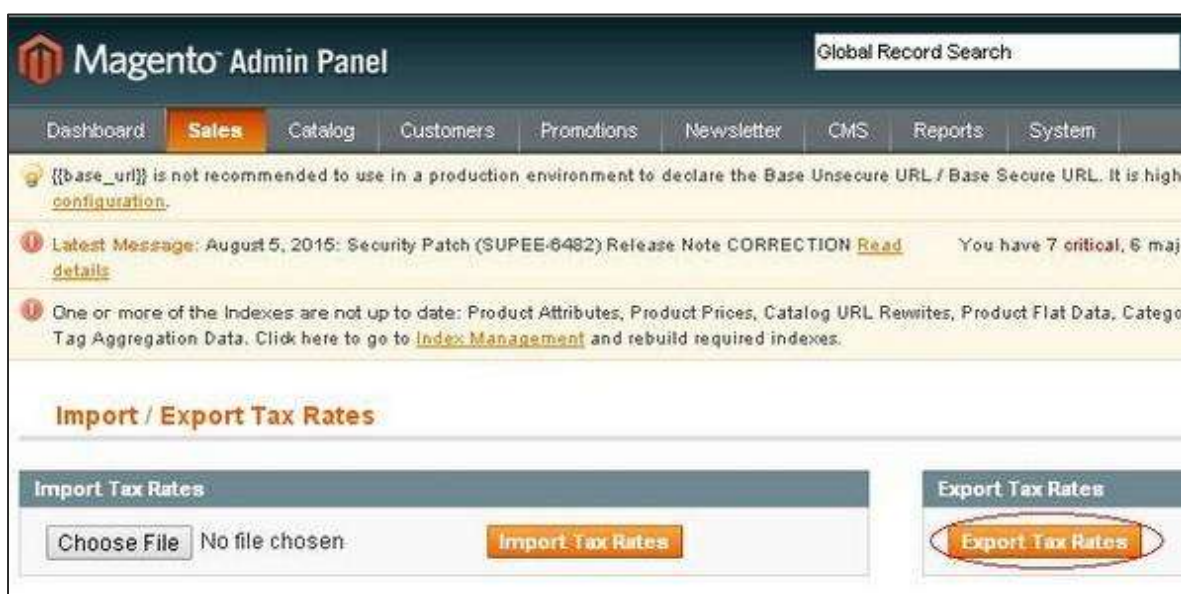 Magento™ Admin Panel
Global Record Search
Dashboard Sales Catalog Customers Promotions Newsletter CMS Reports System
{{base_url}} is not recommended to use in a production environment to declare the Base Unsecure URL / Base Secure URL. It is high
configuration.
Latest Message: August 5, 2015: Security Patch (SUPEE-6482) Release Note CORRECTION Read You have 7 critical, 6 maj
details
One or more of the Indexes are not up to date: Product Attributes, Product Prices, Catalog URL Rewrites, Product Flat Data, Catego
Tag Aggregation Data. Click here to go to Index Management and rebuild required indexes.
Import / Export Tax Rates
Import Tax Rates
Choose File No file chosen Import Tax Rates
Export Tax Rates
Export Tax Rates